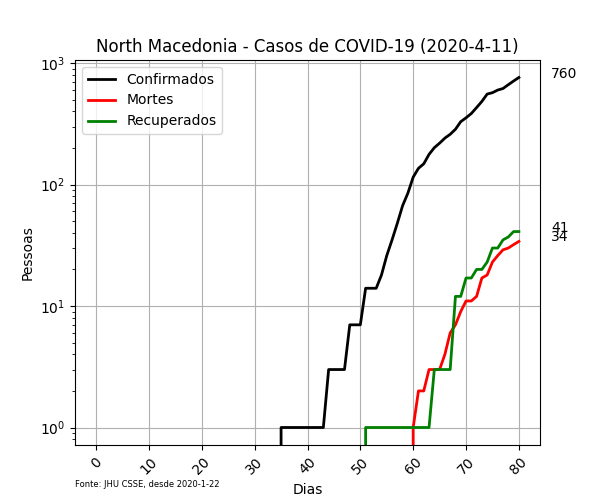 North Macedonia - Casos de COVID-19 (2020-4-11)
Confirmados
Mortes
Recuperados
Pessoas
10³
10²
10¹
10⁰
760
41
34
0 10 20 30 40 50 60 70 80
Dias
Fonte: JHU CSSE, desde 2020-1-22